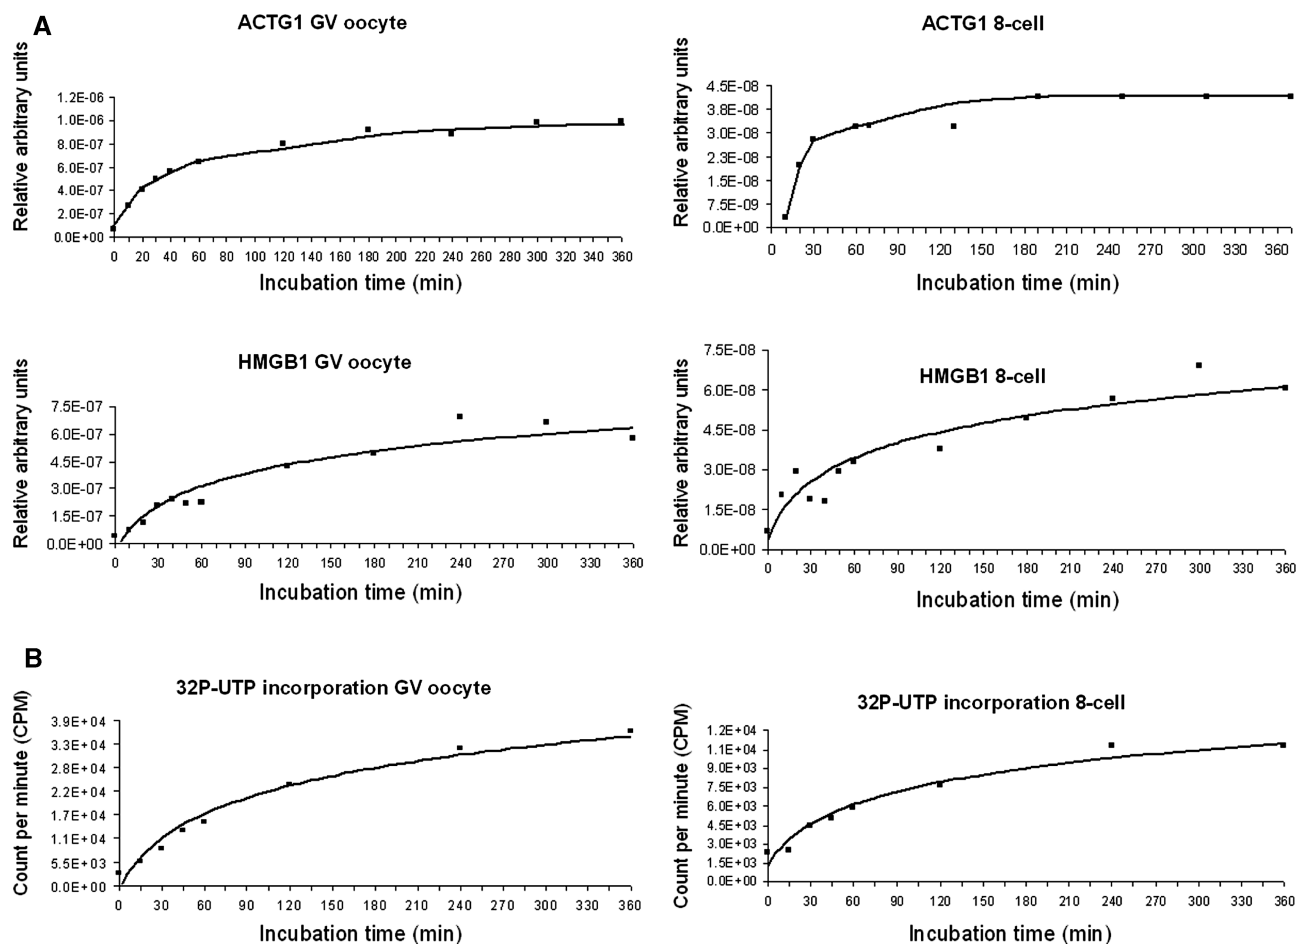 A
ACTG1 GV oocyte
Relative arbitrary units
1.2E-06
1.0E-06
8.0E-07
6.0E-07
4.0E-07
2.0E-07
0.0E+00
0 20 40 60 80 100 120 140 160 180 200 220 240 260 280 300 320 340 360
Incubation time (min)
ACTG1 8-cell
Relative arbitrary units
4.5E-08
3.8E-08
3.0E-08
2.3E-08
1.5E-08
7.5E-09
0.0E+00
0 30 60 90 120 150 180 210 240 270 300 330 360
Incubation time (min)
HMGB1 GV oocyte
Relative arbitrary units
7.5E-07
6.0E-07
4.5E-07
3.0E-07
1.5E-07
0.0E+00
0 30 60 90 120 150 180 210 240 270 300 330 360
Incubation time (min)
HMGB1 8-cell
Relative arbitrary units
7.5E-08
6.0E-08
4.5E-08
3.0E-08
1.5E-08
0.0E+00
0 30 60 90 120 150 180 210 240 270 300 330 360
Incubation time (min)
B
32P-UTP incorporation GV oocyte
Count per minute (CPM)
3.9E+04
3.3E+04
2.8E+04
2.2E+04
1.7E+04
1.1E+04
5.5E+03
0.0E+00
0 30 60 90 120 150 180 210 240 270 300 330 360
Incubation time (min)
32P-UTP incorporation 8-cell
Count per minute (CPM)
1.2E+04
1.1E+04
9.0E+03
7.5E+03
6.0E+03
4.5E+03
3.0E+03
1.5E+03
0.0E+00
0 30 60 90 120 150 180 210 240 270 300 330 360
Incubation time (min)